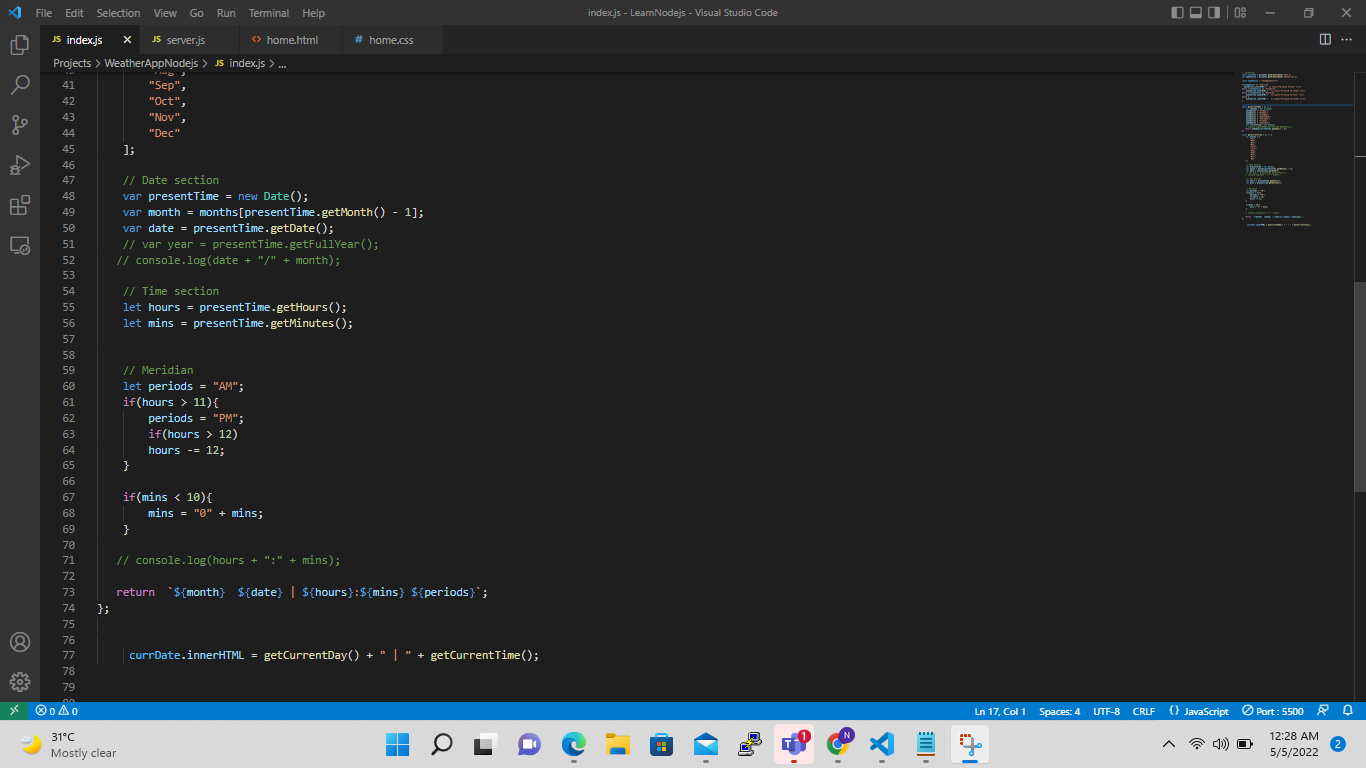 File Edit Selection View Go Run Terminal Help index.js - LearnNodejs - Visual Studio Code
JS index.js JS server.js <> home.html # home.css
Projects > WeatherAppNodejs > JS index.js > ...
41 "Sep",
42 "Oct",
43 "Nov",
44 "Dec"
45 ];
46
47 // Date section
48 var presentTime = new Date();
49 var month = months[presentTime.getMonth() - 1];
50 var date = presentTime.getDate();
51 // var year = presentTime.getFullYear();
52 // console.log(date + "/" + month);
53
54 // Time section
55 let hours = presentTime.getHours();
56 let mins = presentTime.getMinutes();
57
58
59 // Meridian
60 let periods = "AM";
61 if(hours > 11){
62 periods = "PM";
63 if(hours > 12)
64 hours -= 12;
65 }
66
67 if(mins < 10){
68 mins = "0" + mins;
69 }
70
71 // console.log(hours + ":" + mins);
72
73 return `${month} ${date} | ${hours}:${mins} ${periods}`;
74 };
75
76
77 currDate.innerHTML = getCurrentDay() + " | " + getCurrentTime();
78
79
0 0 Ln 17, Col 1 Spaces: 4 UTF-8 CRLF {} JavaScript Port : 5500
31°C
Mostly clear
1
N
12:28 AM
5/5/2022
2